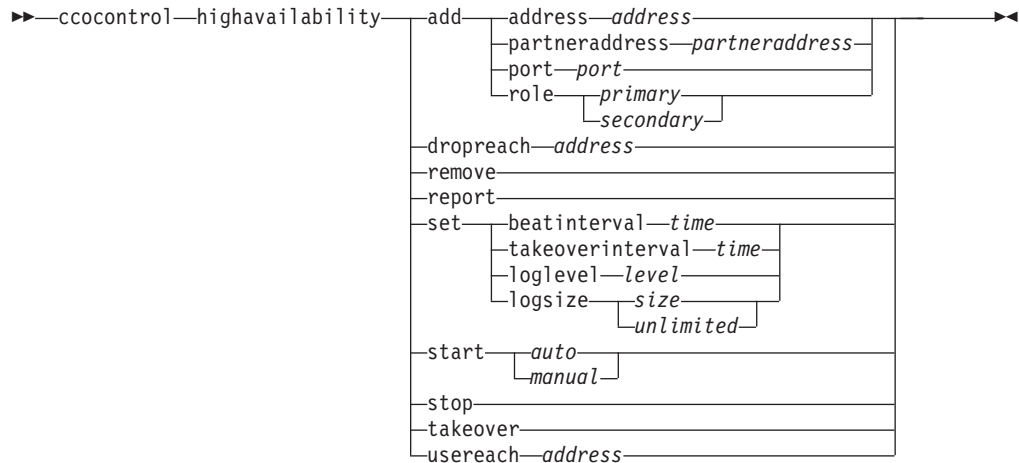 ccocontrol highavailability add address address
partneraddress partneraddress
port port
role primary
secondary
dropreach address
remove
report
set beatinterval time
takeoverinterval time
loglevel level
logsize size
unlimited
start auto
manual
stop
takeover
usereach address